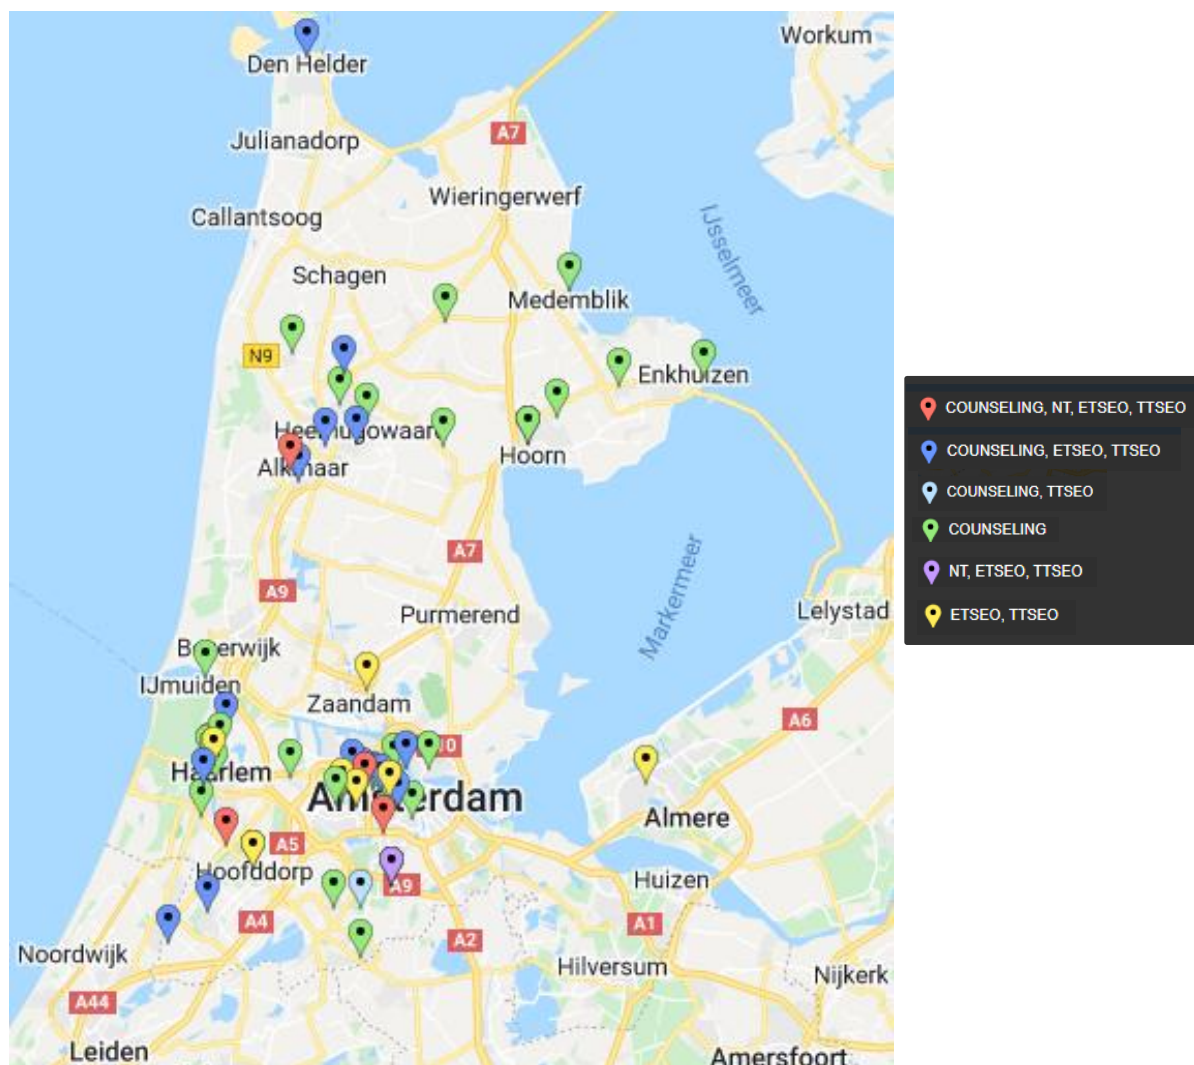 Workum
Den Helder
Julianadorp
A7
Wieringerwerf
Callantsoog
IJsselmeer
Schagen
Medemblik
N9
Enkhuizen
Hoorn
COUNSELING, NT, ETSEO, TTSEO
COUNSELING, ETSEO, TTSEO
COUNSELING, TTSEO
COUNSELING
NT, ETSEO, TTSEO
ETSEO, TTSEO
A7
Markermeer
A9
Purmerend
Lelystad
IJmuiden
Zaandam
A6
Haarlem
Almere
A5
Hoofddorp
Huizen
A9
A4
A1
A2
Noordwijk
Hilversum
Nijkerk
A44
Leiden
Amersfoort